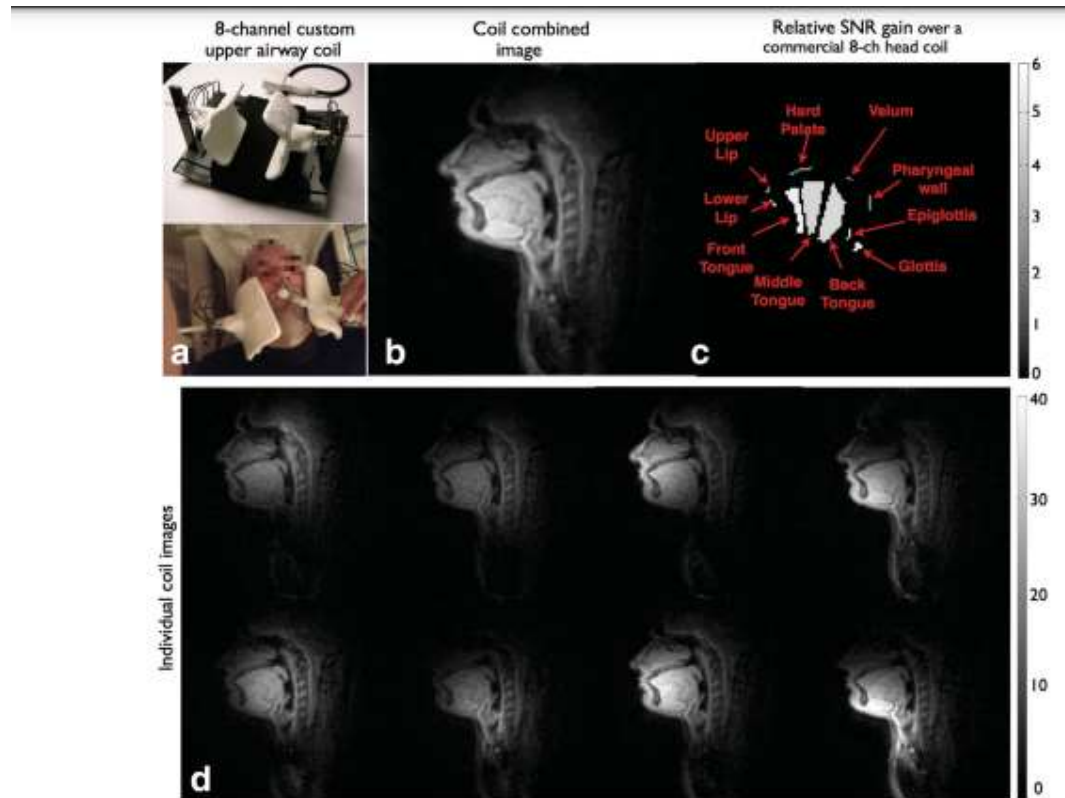 8-channel custom
upper airway coil
Coil combined
image
Relative SNR gain over a
commercial 8-ch head coil
a
b
c
Upper
Lip
Hard
Palate
Velum
Pharyngeal
wall
Lower
Lip
Epiglottis
Front
Tongue
Glottis
Middle
Tongue
Back
Tongue
6
5
4
3
2
1
0
Individual coil images
d
40
30
20
10
0